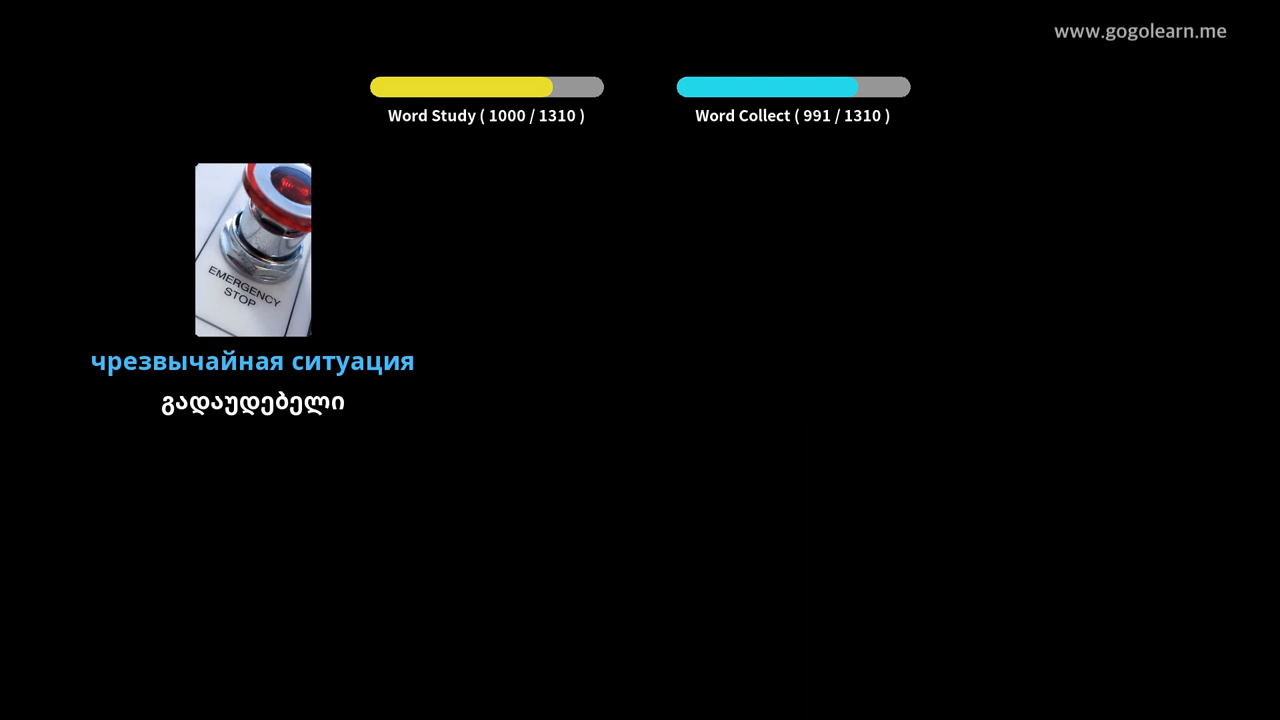 www.gogolearn.me
Word Study ( 1000 / 1310 )
Word Collect ( 991 / 1310 )
EMERGENCY
STOP
чрезвычайная ситуация
გადაუდებელი